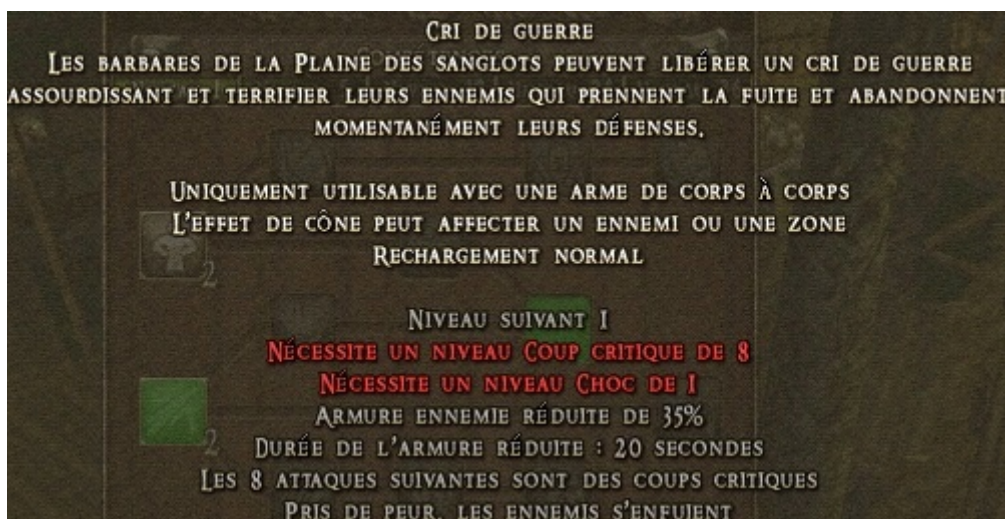 Cri de guerre
Les barbares de la Plaine des sanglots peuvent libérer un cri de guerre
assourdissant et terrifier leurs ennemis qui prennent la fuite et abandonnent
momentanément leurs défenses.
Uniquement utilisable avec une arme de corps à corps
L'effet de cône peut affecter un ennemi ou une zone
Rechargement normal
2
Niveau suivant 1
Nécessite un niveau Coup critique de 8
Nécessite un niveau Choc de 1
Armure ennemie réduite de 35%
2
Durée de l'armure réduite : 20 secondes
Les 8 attaques suivantes sont des coups critiques
Pris de peur, les ennemis s'enfuient